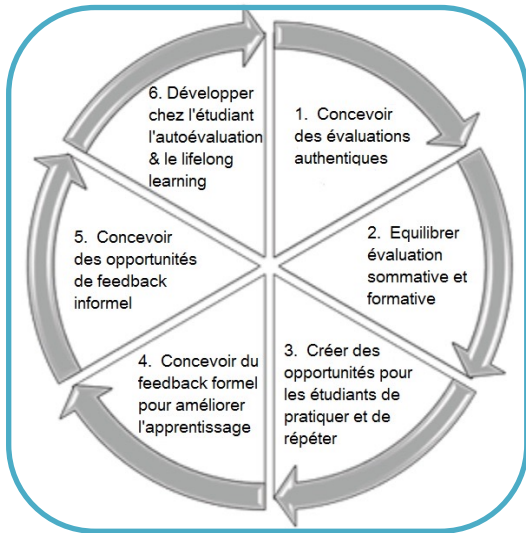 1. Concevoir
des évaluations
authentiques
2. Equilibrer
évaluation
sommative et
formative
3. Créer des
opportunités pour
les étudiants de
pratiquer et de
répéter
4. Concevoir du
feedback formel
pour améliorer
l'apprentissage
5. Concevoir
des opportunités
de feedback
informel
6. Développer
chez l'étudiant
l'autoévaluation
& le lifelong
learning